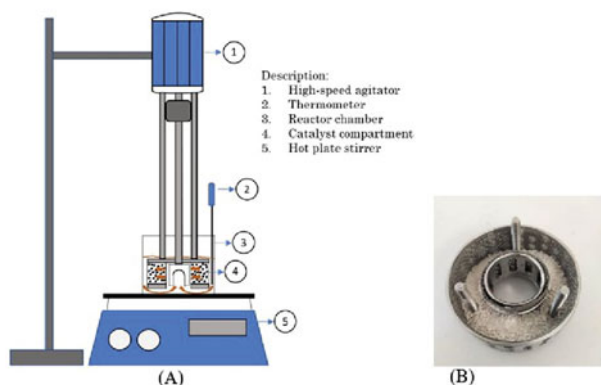 1
Description:
1. High-speed agitator
2. Thermometer
3. Reactor chamber
4. Catalyst compartment
5. Hot plate stirrer
2
3
4
5
(A)
(B)